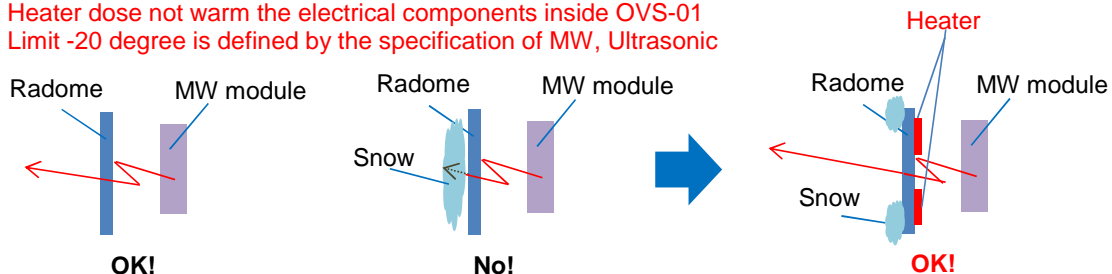 Heater dose not warm the electrical components inside OVS-01
Limit -20 degree is defined by the specification of MW, Ultrasonic
Radome
MW module
OK!
Radome
MW module
Snow
No!
Heater
Radome
MW module
Snow
OK!